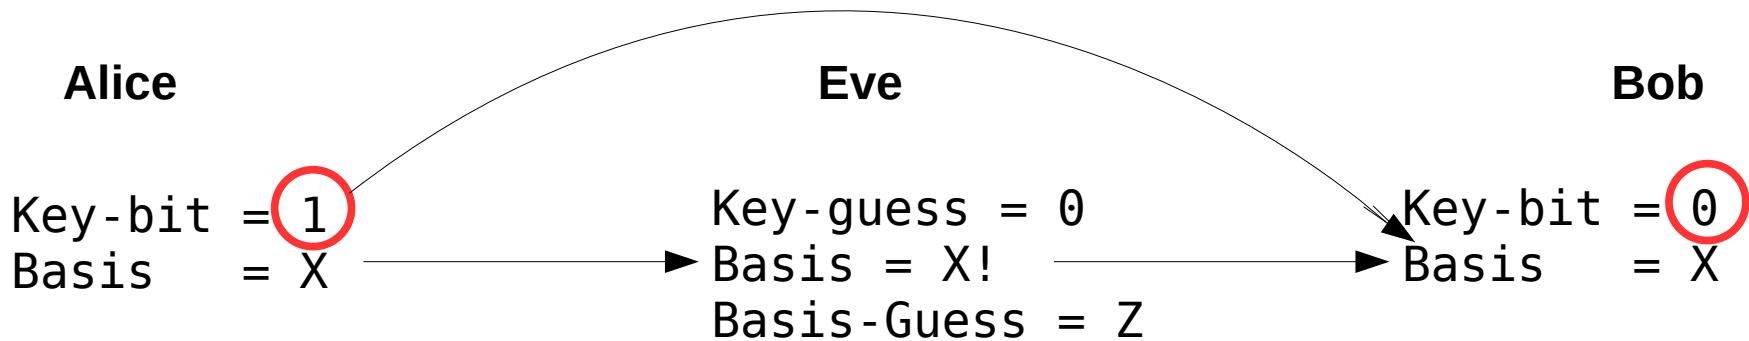 Alice Eve Bob
Key-bit = 1
Basis = X
Key-guess = 0
Basis = X!
Basis-Guess = Z
Key-bit = 0
Basis = X